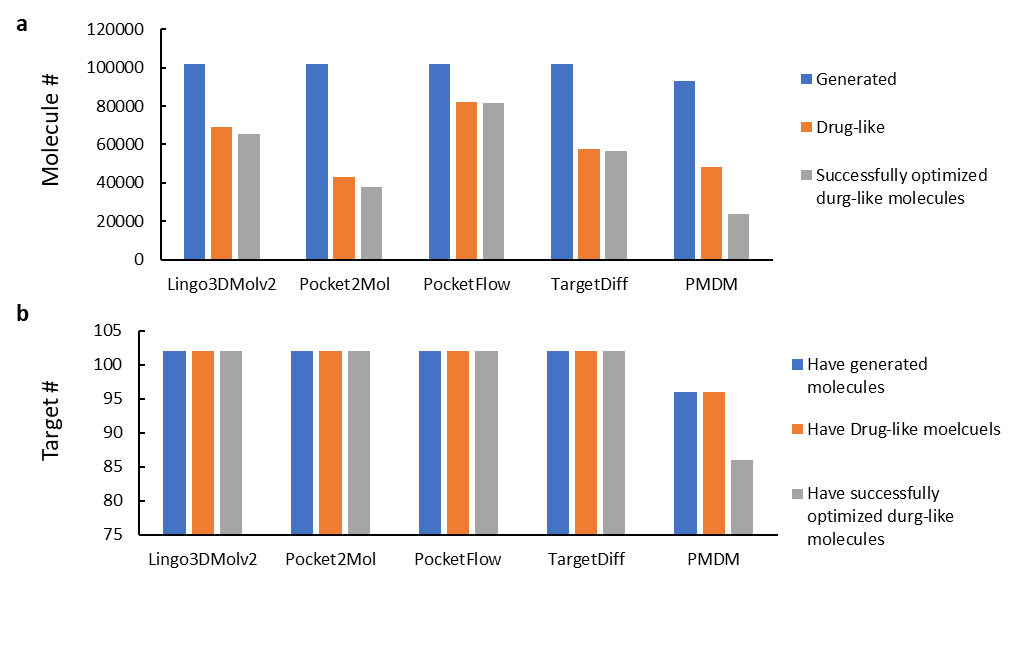 a
120000
100000
80000
60000
40000
20000
0
Molecule #
Lingo3DMolv2 Pocket2Mol PocketFlow TargetDiff PMDM
Generated
Drug-like
Successfully optimized
durg-like molecules
b
105
100
95
90
85
80
75
Target #
Lingo3DMolv2 Pocket2Mol PocketFlow TargetDiff PMDM
Have generated
molecules
Have Drug-like moelcuels
Have successfully
optimized durg-like
molecules